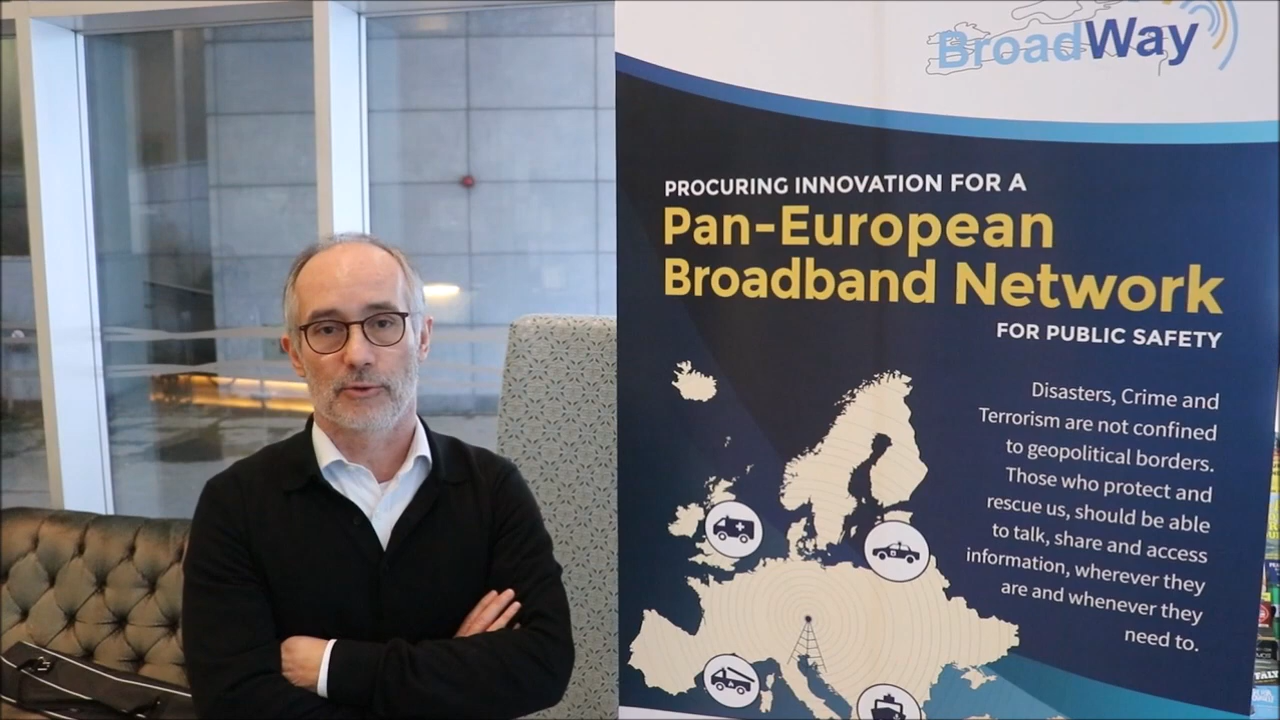 BroadWay
PROCURING INNOVATION FOR A
Pan-European
Broadband Network
FOR PUBLIC SAFETY
Disasters, Crime and
Terrorism are not confined
to geopolitical borders.
Those who protect and
rescue us, should be able
to talk, share and access
information, wherever they
are and whenever they
need to.